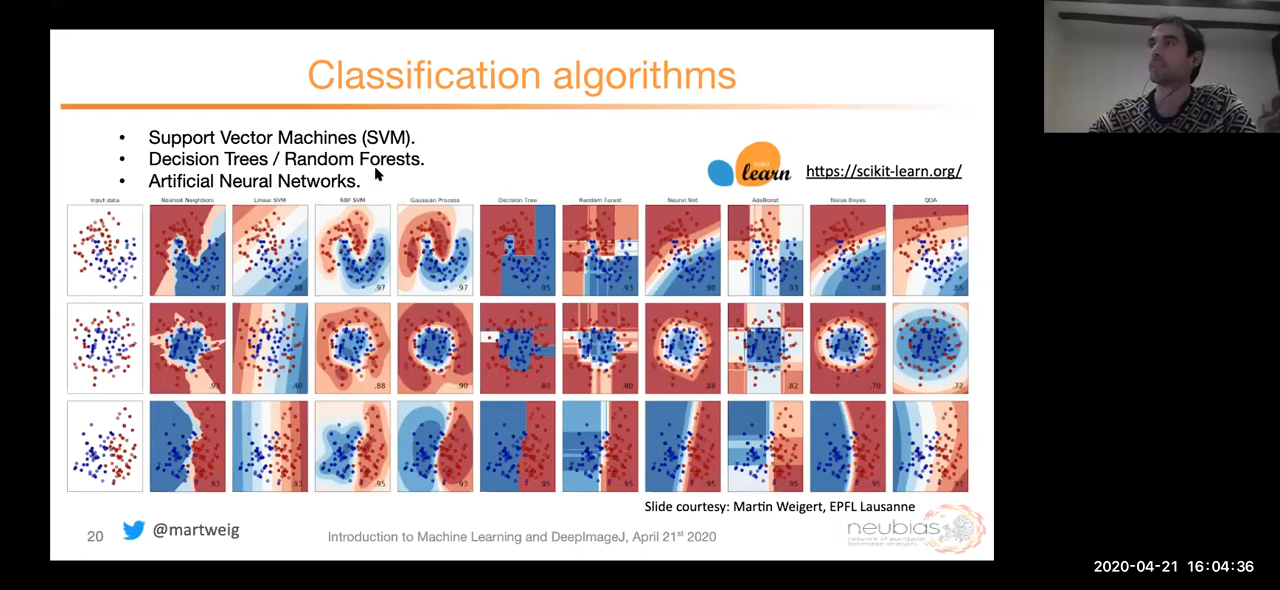 Classification algorithms
• Support Vector Machines (SVM).
• Decision Trees / Random Forests.
• Artificial Neural Networks.
learn
https://scikit-learn.org/
Input data Nearest Neighbors Linear SVM RBF SVM Gaussian Process Decision Tree Random Forest Neural Net AdaBoost Naive Bayes QDA
.97 .88 .97 .97 .95 .93 .90 .93 .88 .85
.93 .40 .88 .90 .80 .80 .88 .82 .70 .72
.93 .93 .95 .93 .95 .95 .95 .95 .95 .93
Slide courtesy: Martin Weigert, EPFL Lausanne
20 @martweig Introduction to Machine Learning and DeepImageJ, April 21st 2020
neubias
2020-04-21 16:04:36